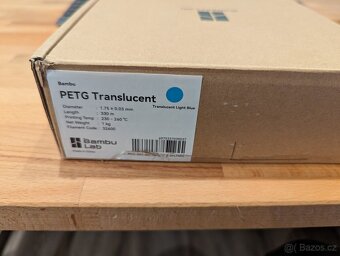 Bambu
PETG Translucent
Translucent Light Blue
Diameter : 1.75 ± 0.03 mm
Length : 330 m
Printing Temp : 230 - 260 °C
Net Weight : 1 kg
Filament Code : 32600
Bambu
Lab
Bazoš.cz